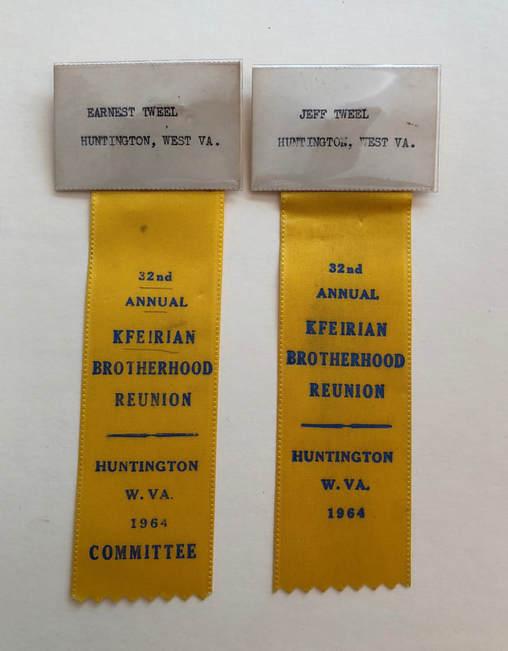 EARNEST TWEEL
HUNTINGTON, WEST VA.
32nd
ANNUAL
KFEIRIAN
BROTHERHOOD
REUNION
HUNTINGTON
W. VA.
1964
COMMITTEE
JEFF TWEEL
HUNTINGTON, WEST VA.
32nd
ANNUAL
KFEIRIAN
BROTHERHOOD
REUNION
HUNTINGTON
W. VA.
1964